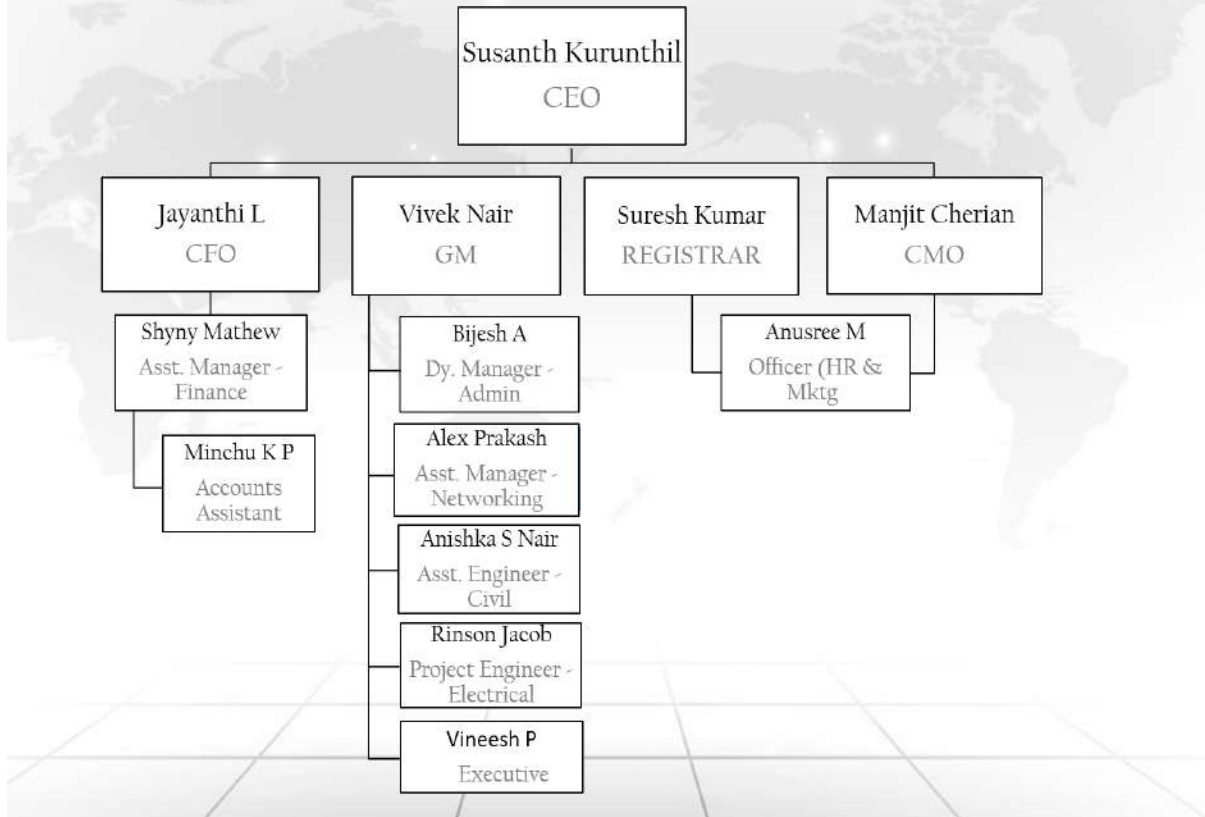 Susanth Kurunthil
CEO
Jayanthi L
CFO
Vivek Nair
GM
Suresh Kumar
REGISTRAR
Manjit Cherian
CMO
Shyny Mathew
Asst. Manager -
Finance
Minchu K P
Accounts
Assistant
Bijesh A
Dy. Manager -
Admin
Alex Prakash
Asst. Manager -
Networking
Anishka S Nair
Asst. Engineer -
Civil
Rinson Jacob
Project Engineer -
Electrical
Vineesh P
Executive
Anusree M
Officer (HR &
Mktg